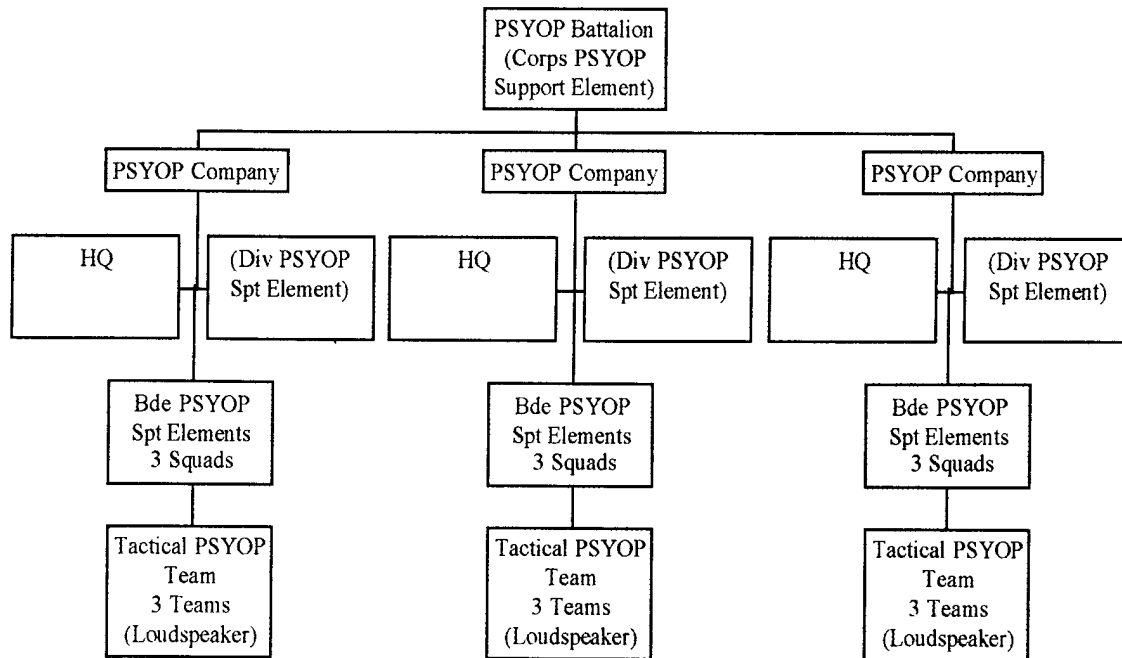 PSYOP Battalion
(Corps PSYOP
Support Element)
PSYOP Company
PSYOP Company
PSYOP Company
HQ
(Div PSYOP
Spt Element)
HQ
(Div PSYOP
Spt Element)
HQ
(Div PSYOP
Spt Element)
Bde PSYOP
Spt Elements
3 Squads
Bde PSYOP
Spt Elements
3 Squads
Bde PSYOP
Spt Elements
3 Squads
Tactical PSYOP
Team
3 Teams
(Loudspeaker)
Tactical PSYOP
Team
3 Teams
(Loudspeaker)
Tactical PSYOP
Team
3 Teams
(Loudspeaker)